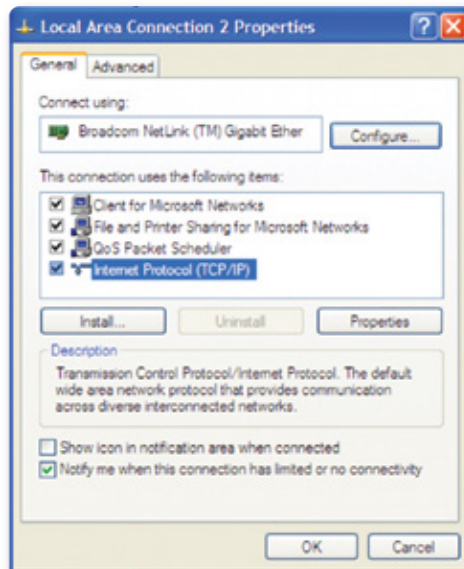 Local Area Connection 2 Properties
General Advanced
Connect using:
Broadcom NetLink (TM) Gigabit Ether Configure...
This connection uses the following items:
Client for Microsoft Networks
File and Printer Sharing for Microsoft Networks
QoS Packet Scheduler
Internet Protocol (TCP/IP)
Install... Uninstall Properties
Description
Transmission Control Protocol/Internet Protocol. The default
wide area network protocol that provides communication
across diverse interconnected networks.
Show icon in notification area when connected
Notify me when this connection has limited or no connectivity
OK Cancel